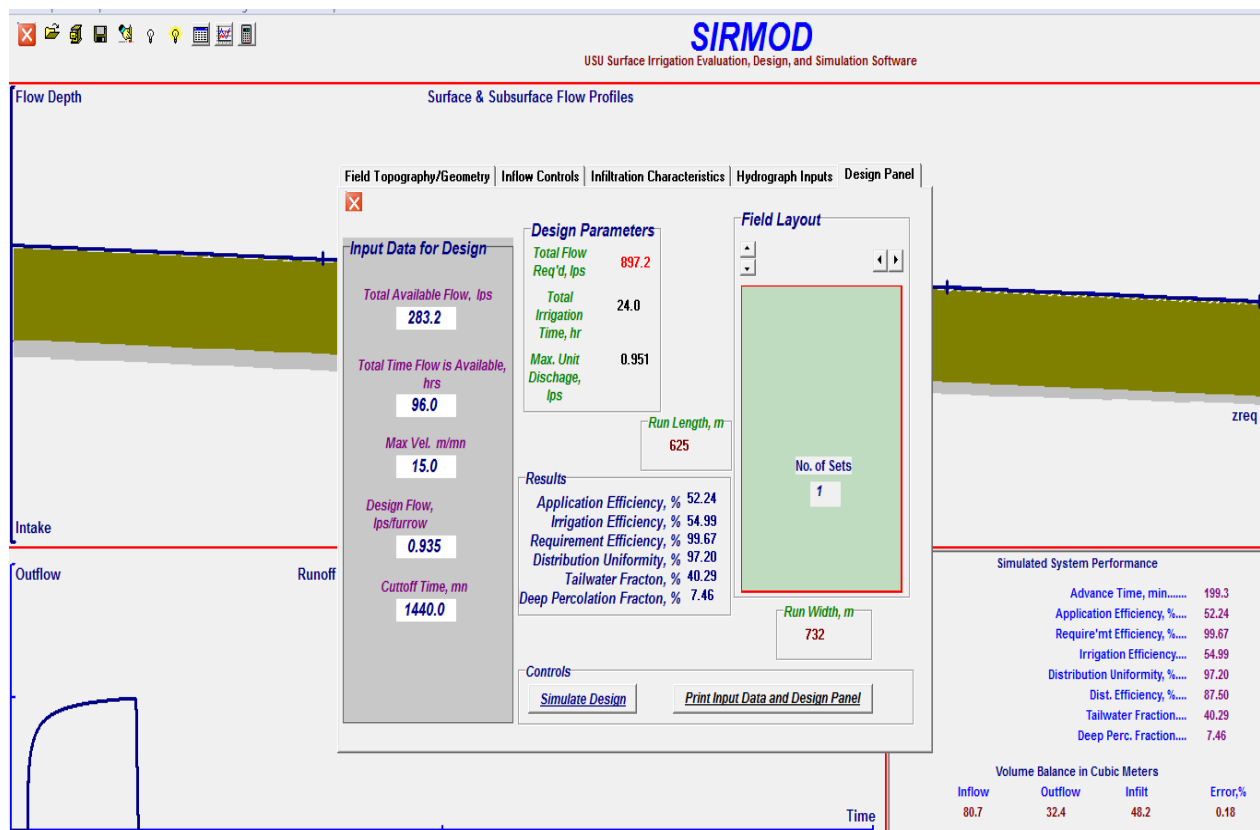 SIRMOD
USU Surface Irrigation Evaluation, Design, and Simulation Software
Flow Depth
Surface & Subsurface Flow Profiles
Field Topography/Geometry
Inflow Controls
Infiltration Characteristics
Hydrograph Inputs
Design Panel
Input Data for Design
Total Available Flow, lps
283.2
Total Time Flow is Available,
hrs
96.0
Max Vel. m/mn
15.0
Design Flow,
lps/furrow
0.935
Cuttoff Time, mn
1440.0
Design Parameters
Total Flow
Req'd, lps
897.2
Total
Irrigation
Time, hr
24.0
Max. Unit
Dischage,
lps
0.951
Run Length, m
625
Results
Application Efficiency, % 52.24
Irrigation Efficiency, % 54.99
Requirement Efficiency, % 99.67
Distribution Uniformity, % 97.20
Tailwater Fracton, % 40.29
Deep Percolation Fracton, % 7.46
Field Layout
No. of Sets
1
Run Width, m
732
Controls
Simulate Design
Print Input Data and Design Panel
zreq
Intake
Outflow
Runoff
Time
Simulated System Performance
Advance Time, min....... 199.3
Application Efficiency, %.... 52.24
Require'mt Efficiency, %.... 99.67
Irrigation Efficiency.... 54.99
Distribution Uniformity, %.... 97.20
Dist. Efficiency, %.... 87.50
Tailwater Fraction.... 40.29
Deep Perc. Fraction.... 7.46
Volume Balance in Cubic Meters
Inflow Outflow Infilt Error,%
80.7 32.4 48.2 0.18